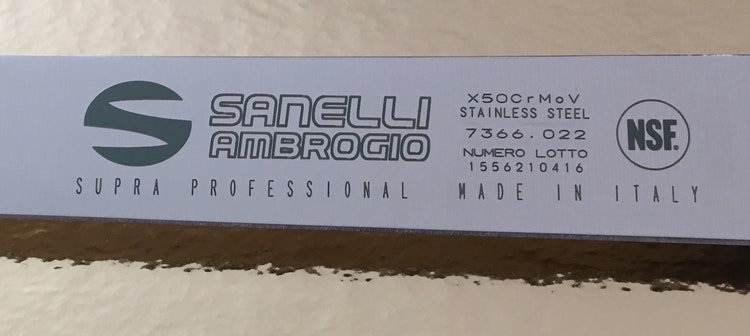 SANELLI
AMBROGIO
SUPRA PROFESSIONAL
X50CrMoV
STAINLESS STEEL
7366.022
NUMERO LOTTO
1556210416
NSF.
MADE IN ITALY